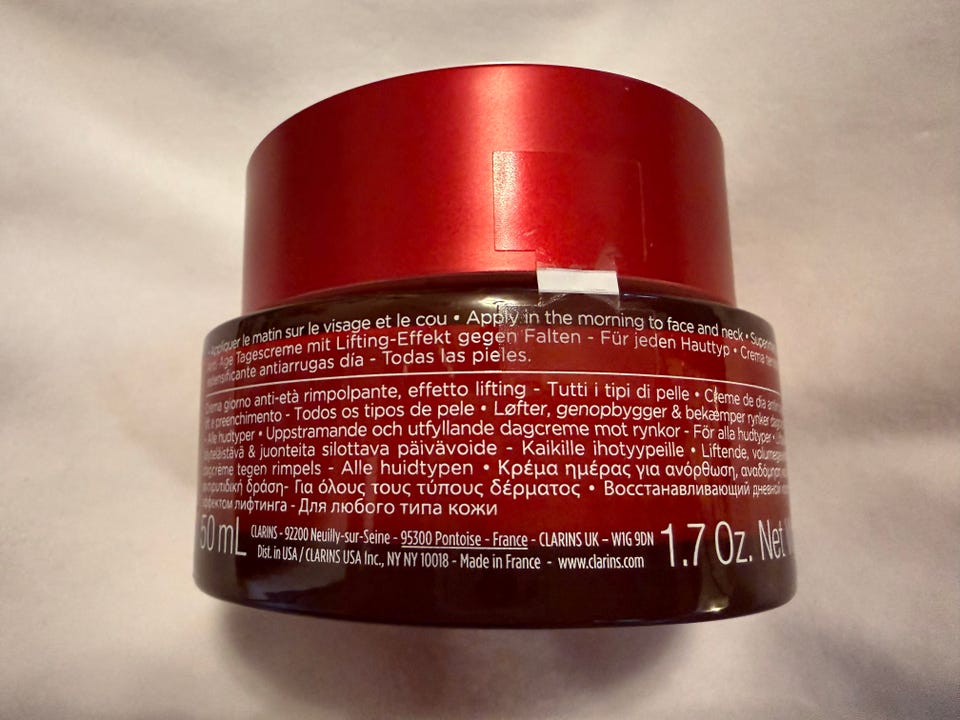 Appliquer le matin sur le visage et le cou • Apply in the morning to face and neck •
Age Tagescreme mit Lifting-Effekt gegen Falten - Für jeden Hauttyp • Crema
redensificante antiarrugas día - Todas las pieles.
Crema giorno anti-età rimpolpante, effetto lifting - Tutti i tipi di pelle • Creme de dia
e preenchimento - Todos os tipos de pele • Løfter, genopbygger & bekæmper rynker
- Alle hudtyper • Uppstramande och utfyllande dagcreme mot rynkor - För alla hudtyper •
& juonteita silottava päivävoide - Kaikille ihotyypeille • Liftende,
dagcrème tegen rimpels - Alle huidtypen • Κρέμα ημέρας για ανόρθωση,
δράση- Για όλους τους τύπους δέρματος • Восстанавливающий дневной
эффектом лифтинга - Для любого типа кожи
50 mL CLARINS - 92200 Neuilly-sur-Seine - 95300 Pontoise - France - CLARINS UK – W1G 9DN 1.7 Oz. Net
Dist. in USA / CLARINS USA Inc., NY NY 10018 - Made in France - www.clarins.com